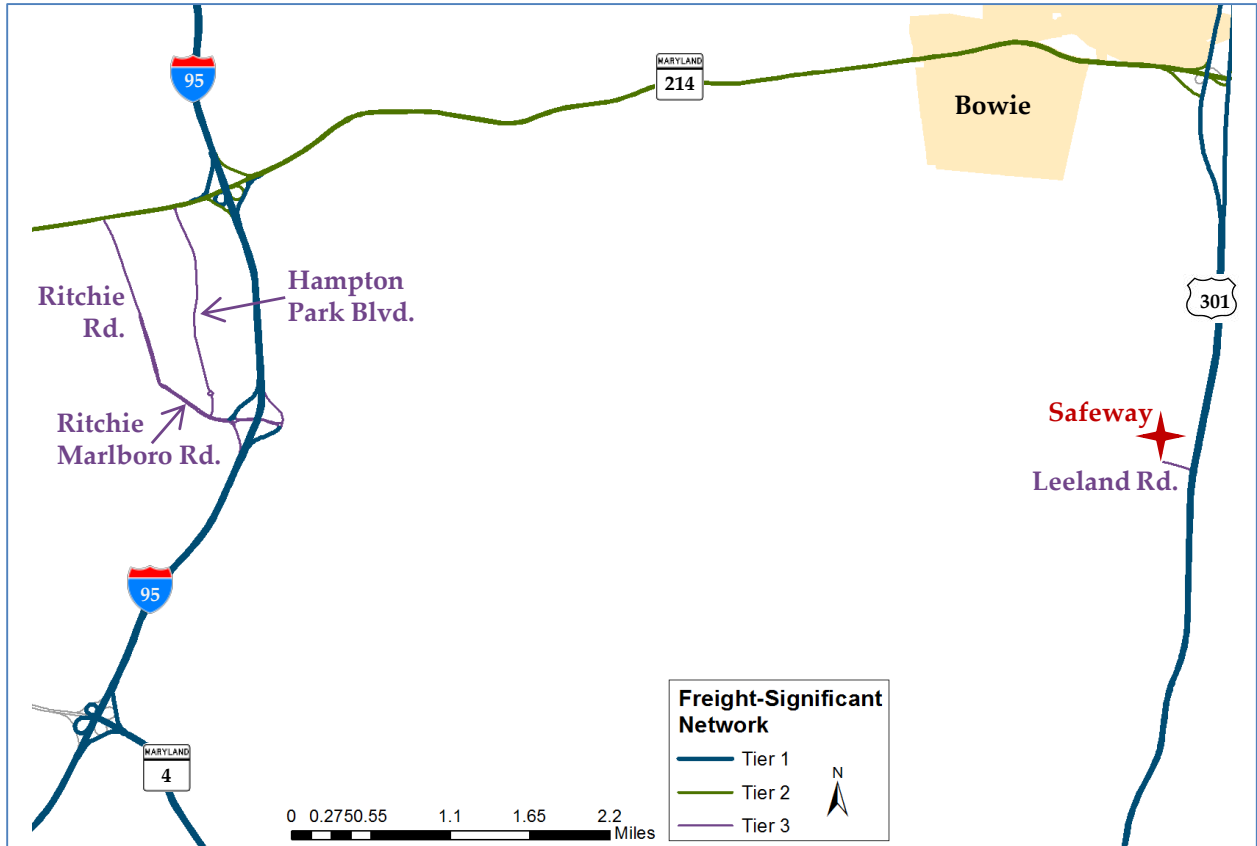 95
MARYLAND
214
Bowie
Hampton
Park Blvd.
Ritchie
Rd.
301
Ritchie
Marlboro Rd.
Safeway
Leeland Rd.
95
MARYLAND
4
Freight-Significant
Network
Tier 1
Tier 2
Tier 3
N
0 0.2750.55 1.1 1.65 2.2
Miles